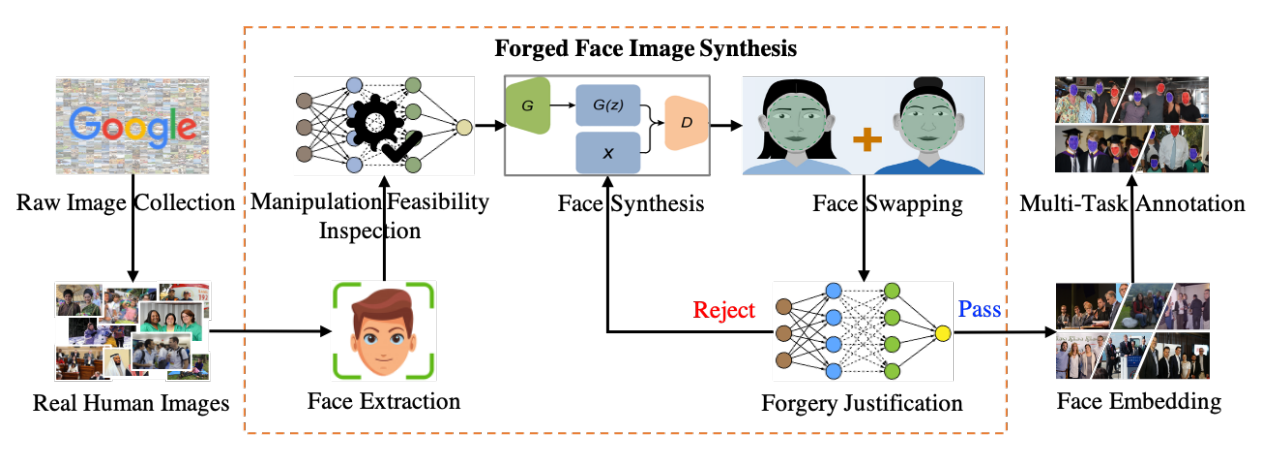 Forged Face Image Synthesis
Google
G
G(z)
X
D
Raw Image Collection
Manipulation Feasibility
Inspection
Face Synthesis
Face Swapping
Multi-Task Annotation
Reject
Pass
Real Human Images
Face Extraction
Forgery Justification
Face Embedding